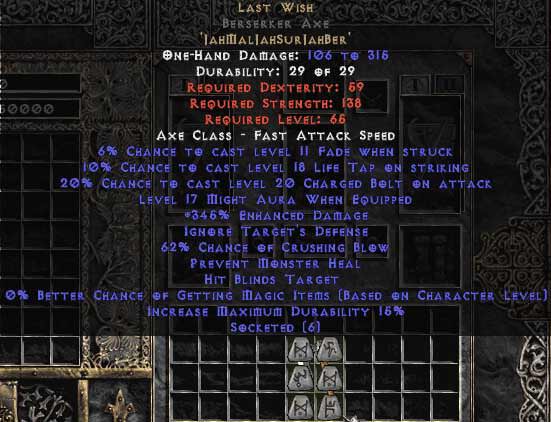 Last Wish
Berserker Axe
'JahMalJahSurJahBer'
One-Hand Damage: 106 to 315
Durability: 29 of 29
Required Dexterity: 59
Required Strength: 138
Required Level: 65
Axe Class - Fast Attack Speed
6% Chance to cast level 11 Fade when struck
10% Chance to cast level 18 Life Tap on striking
20% Chance to cast level 20 Charged Bolt on attack
Level 17 Might Aura When Equipped
+345% Enhanced Damage
Ignore Target's Defense
62% Chance of Crushing Blow
Prevent Monster Heal
Hit Blinds Target
0% Better Chance of Getting Magic Items (Based on Character Level)
Increase Maximum Durability 15%
Socketed (6)